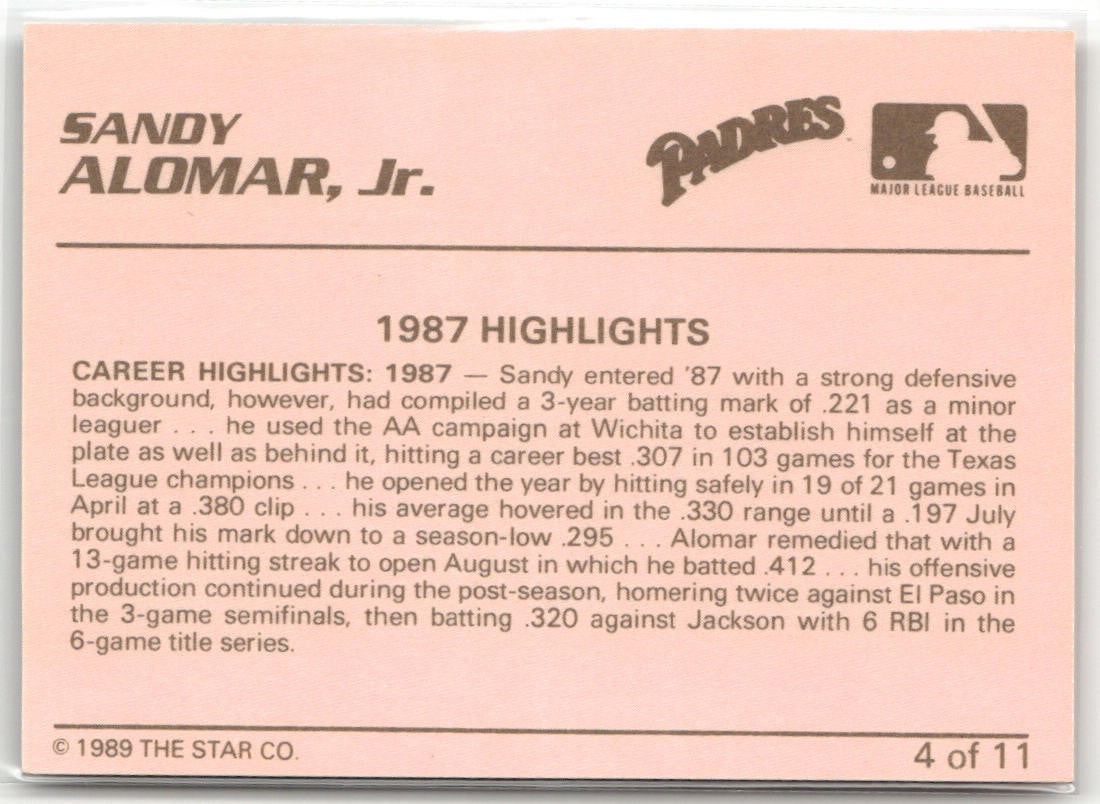 SANDY
ALOMAR, Jr.
PADRES
MAJOR LEAGUE BASEBALL
1987 HIGHLIGHTS
CAREER HIGHLIGHTS: 1987 — Sandy entered '87 with a strong defensive
background, however, had compiled a 3-year batting mark of .221 as a minor
leaguer . . . he used the AA campaign at Wichita to establish himself at the
plate as well as behind it, hitting a career best .307 in 103 games for the Texas
League champions . . . he opened the year by hitting safely in 19 of 21 games in
April at a .380 clip . . . his average hovered in the .330 range until a .197 July
brought his mark down to a season-low .295 . . . Alomar remedied that with a
13-game hitting streak to open August in which he batted .412 . . . his offensive
production continued during the post-season, homering twice against El Paso in
the 3-game semifinals, then batting .320 against Jackson with 6 RBI in the
6-game title series.
© 1989 THE STAR CO.
4 of 11